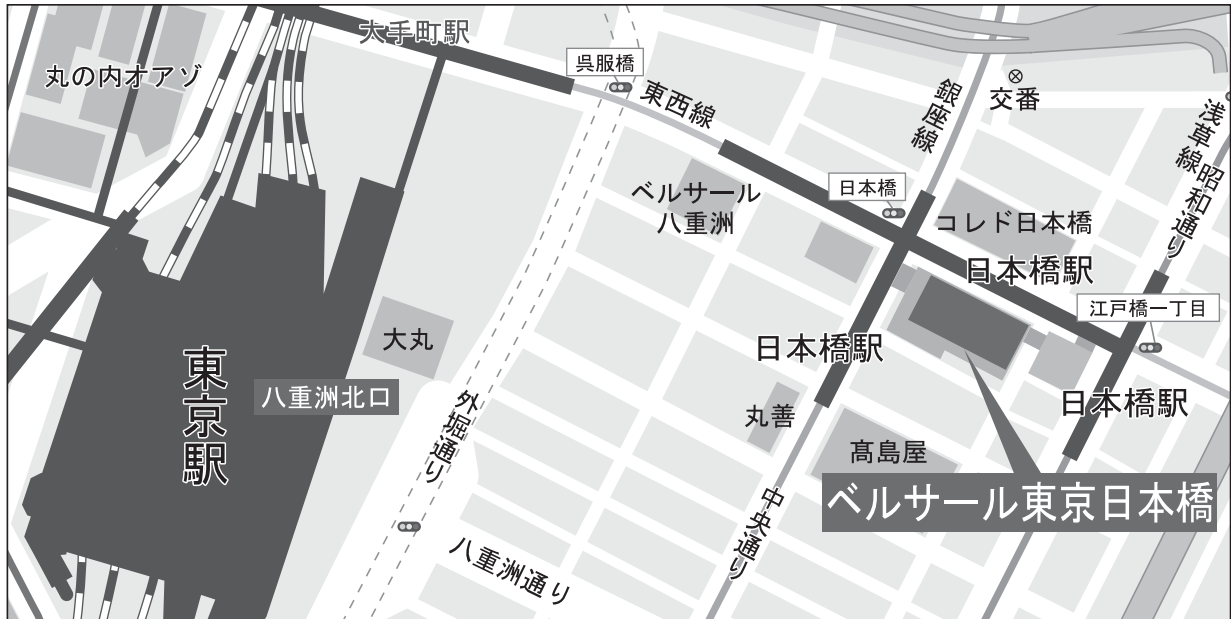 大手町駅
丸の内オアゾ
呉服橋
東西線
銀座線
交番
浅草線
昭和通り
ベルサール
八重洲
日本橋
コレド日本橋
日本橋駅
江戸橋一丁目
大丸
日本橋駅
東京駅
八重洲北口
外堀通り
丸善
日本橋駅
髙島屋
ベルサール東京日本橋
中央通り
八重洲通り